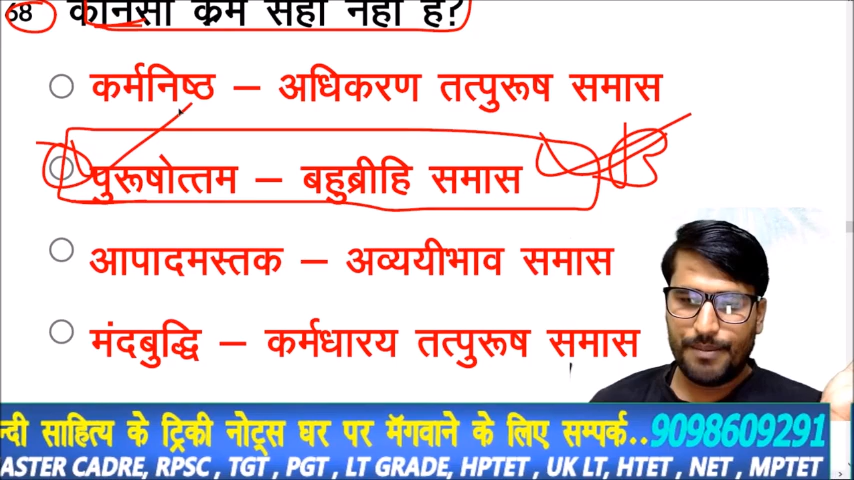 68 कौनसा क्रम सही नहीं है?
कर्मनिष्ठ – अधिकरण तत्पुरूष समास
पुरूषोत्तम – बहुब्रीहि समास
B
आपादमस्तक – अव्ययीभाव समास
मंदबुद्धि – कर्मधारय तत्पुरूष समास
न्दी साहित्य के ट्रिकी नोट्स घर पर मॅगवाने के लिए सम्पर्क..9098609291
ASTER CADRE, RPSC , TGT , PGT , LT GRADE, HPTET , UK LT, HTET , NET , MPTET